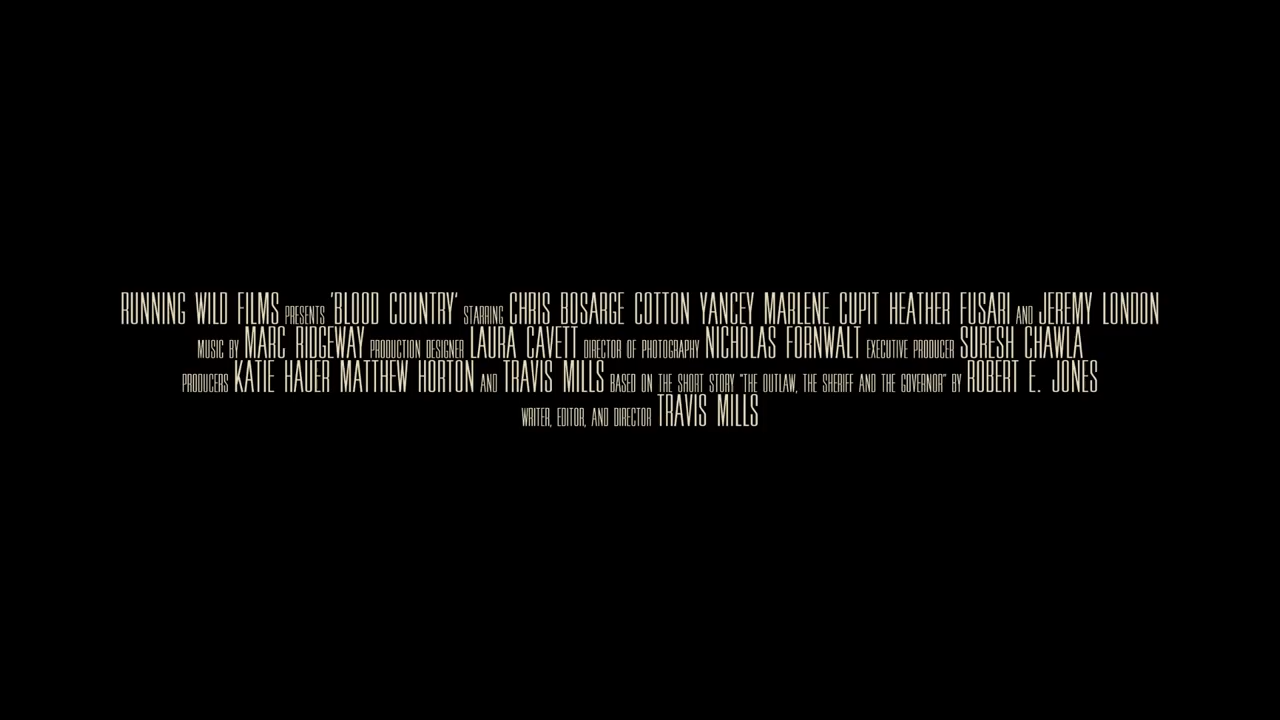 RUNNING WILD FILMS PRESENTS 'BLOOD COUNTRY' STARRING CHRIS BOSARGE COTTON YANCEY MARLENE CUPIT HEATHER FUSARI AND JEREMY LONDON
MUSIC BY MARC RIDGEWAY PRODUCTION DESIGNER LAURA CAVETT DIRECTOR OF PHOTOGRAPHY NICHOLAS FORNWALT EXECUTIVE PRODUCER SURESH CHAWLA
PRODUCERS KATIE HAUER MATTHEW HORTON AND TRAVIS MILLS BASED ON THE SHORT STORY "THE OUTLAW, THE SHERIFF AND THE GOVERNOR" BY ROBERT E. JONES
WRITER, EDITOR, AND DIRECTOR TRAVIS MILLS